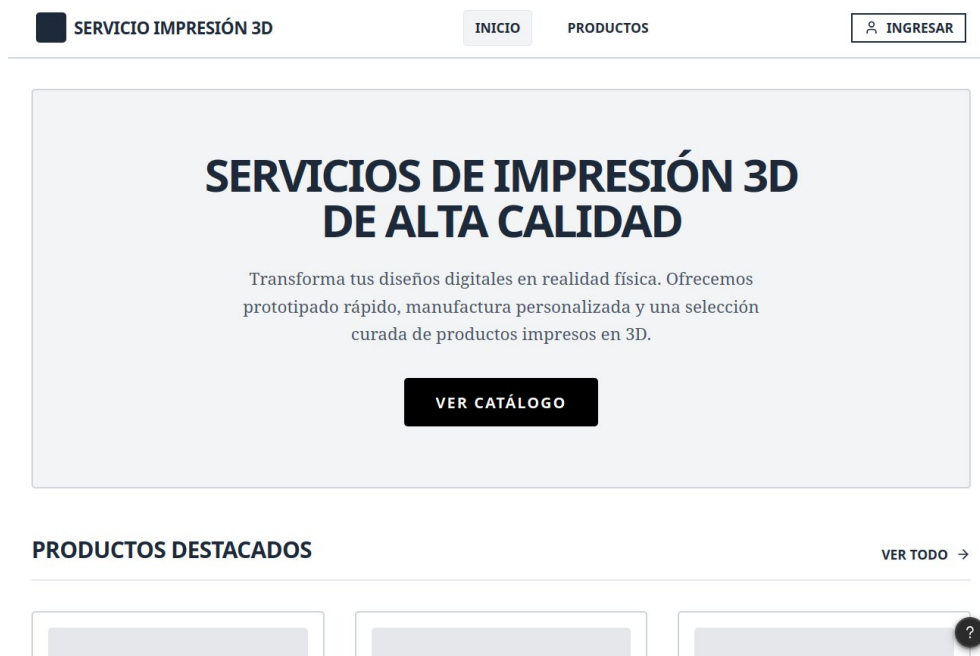 SERVICIO IMPRESIÓN 3D
INICIO
PRODUCTOS
INGRESAR
SERVICIOS DE IMPRESIÓN 3D
DE ALTA CALIDAD
Transforma tus diseños digitales en realidad física. Ofrecemos
prototipado rápido, manufactura personalizada y una selección
curada de productos impresos en 3D.
VER CATÁLOGO
PRODUCTOS DESTACADOS
VER TODO
?